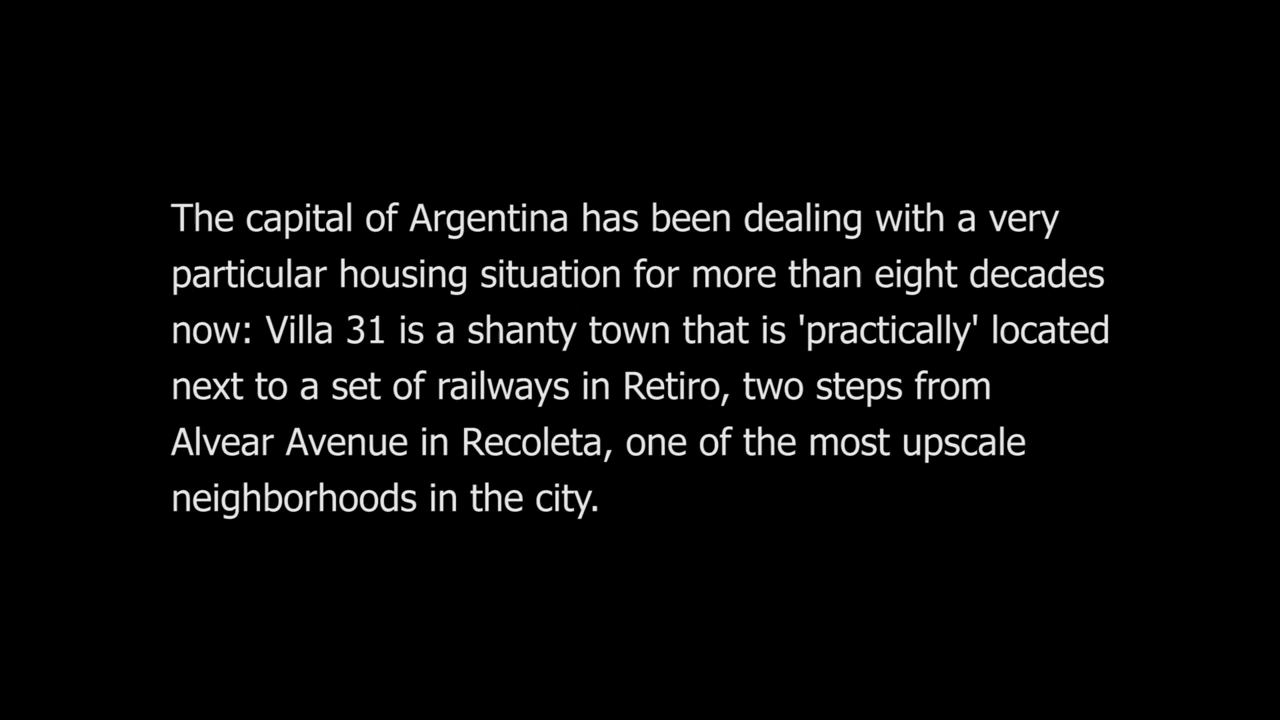 The capital of Argentina has been dealing with a very
particular housing situation for more than eight decades
now: Villa 31 is a shanty town that is 'practically' located
next to a set of railways in Retiro, two steps from
Alvear Avenue in Recoleta, one of the most upscale
neighborhoods in the city.